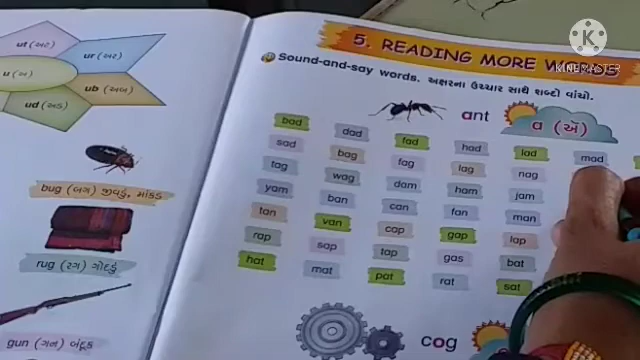 ut (અટ)
ur (અર)
u (અ)
ub (અબ)
ud (અડ)
bug (બગ) જીવડું, માંકડ
rug (રગ) ગોદડું
gun (ગન) બંદૂક
5. READING MORE WORDS
Sound-and-say words. અક્ષરના ઉચ્ચાર સાથે શબ્દો વાંચો.
ant
a (ઍ)
bad dad fad had lad mad
sad bag fag lag nag
tag wag dam ham jam
yam ban can fan man
tan van cap gap lap
rap sap tap gas bat
hat mat pat rat sat
cog
KINEMASTER